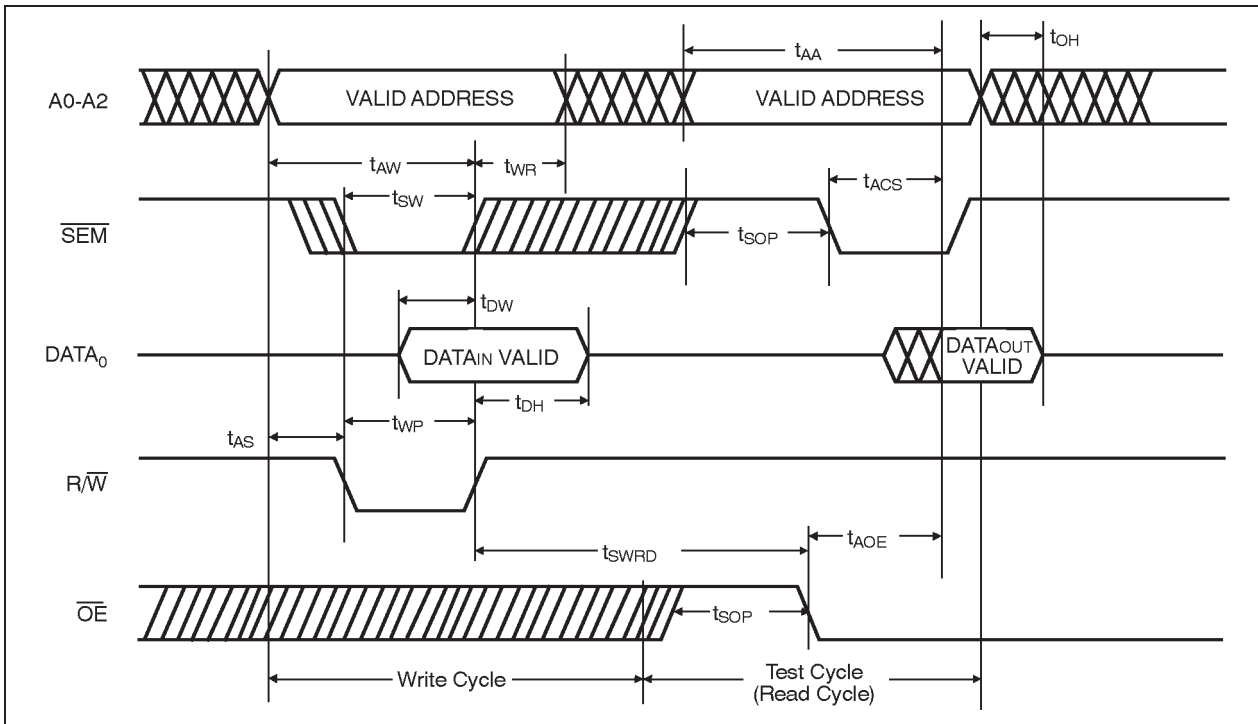 tAA
tOH
A0-A2
VALID ADDRESS
VALID ADDRESS
tAW
tWR
tACS
tSW
SEM
tSOP
tDW
DATA0
DATAIN VALID
DATAOUT
VALID
tDH
tWP
tAS
R/W
tSWRD
tAOE
OE
tSOP
Write Cycle
Test Cycle
(Read Cycle)